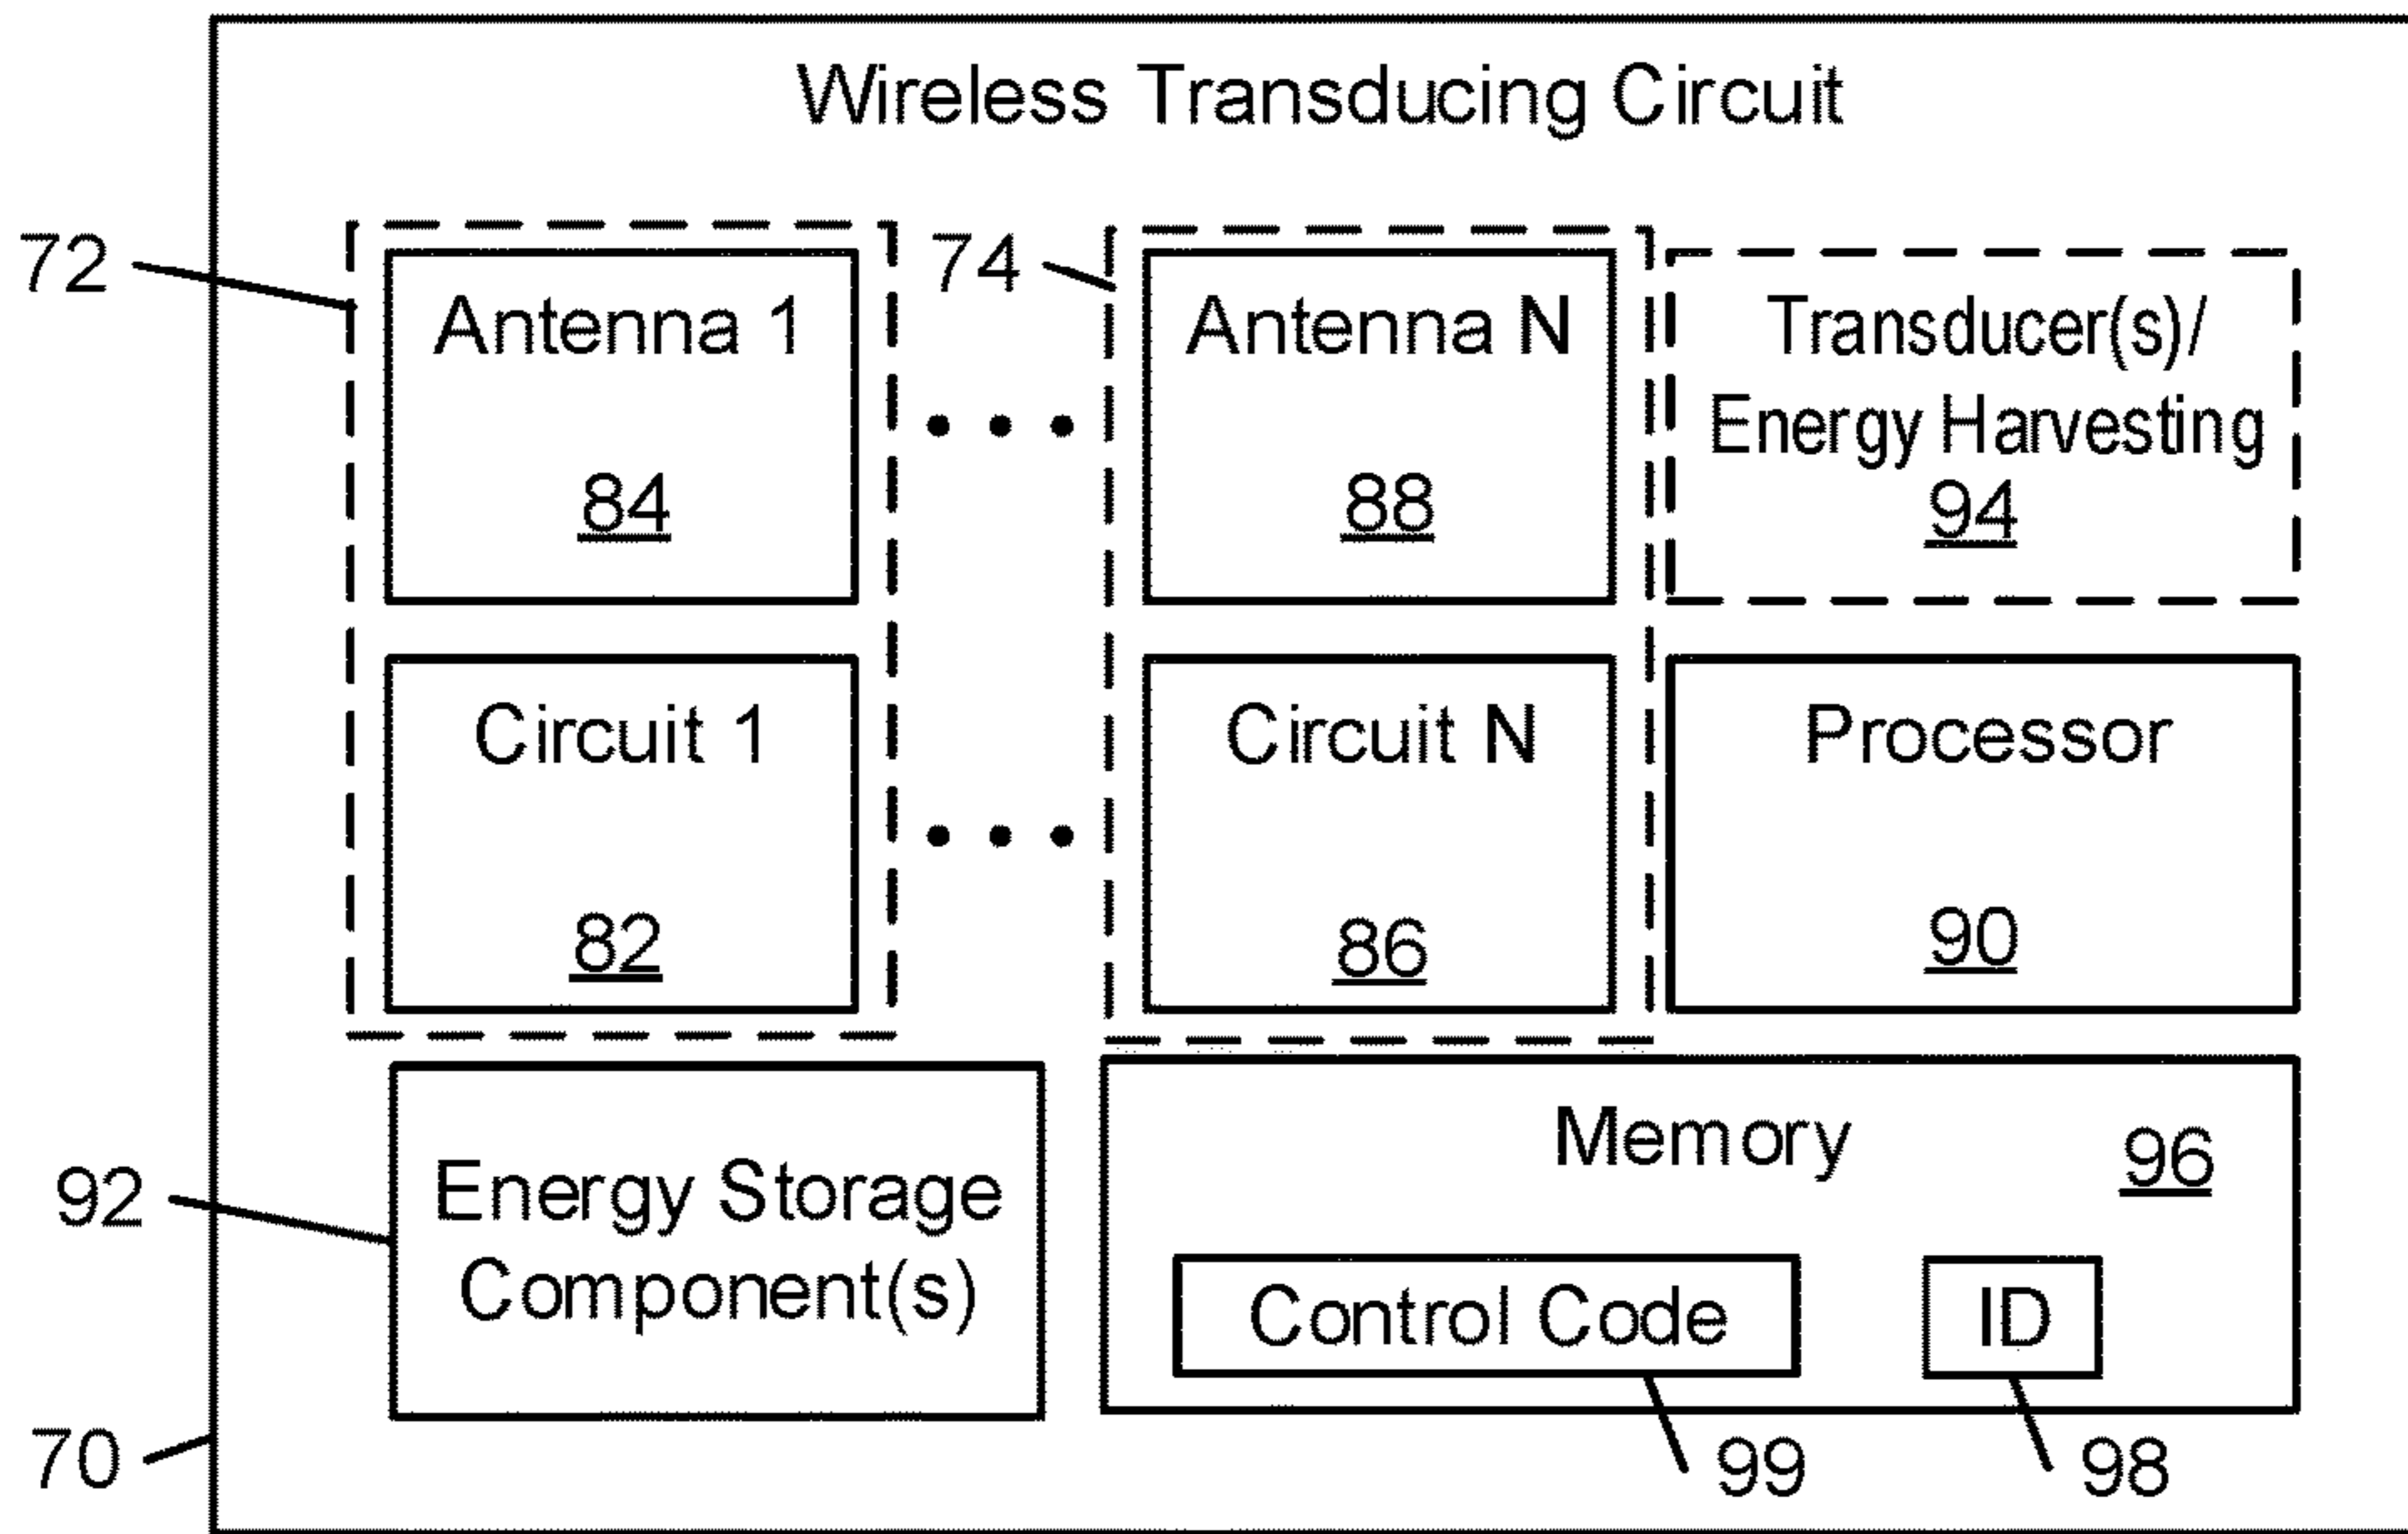 Wireless Transducing Circuit
72
Antenna 1
84
74
Antenna N
88
Transducer(s)/
Energy Harvesting
94
Circuit 1
82
Circuit N
86
Processor
90
92
Energy Storage
Component(s)
Memory
96
Control Code
ID
70
99
98